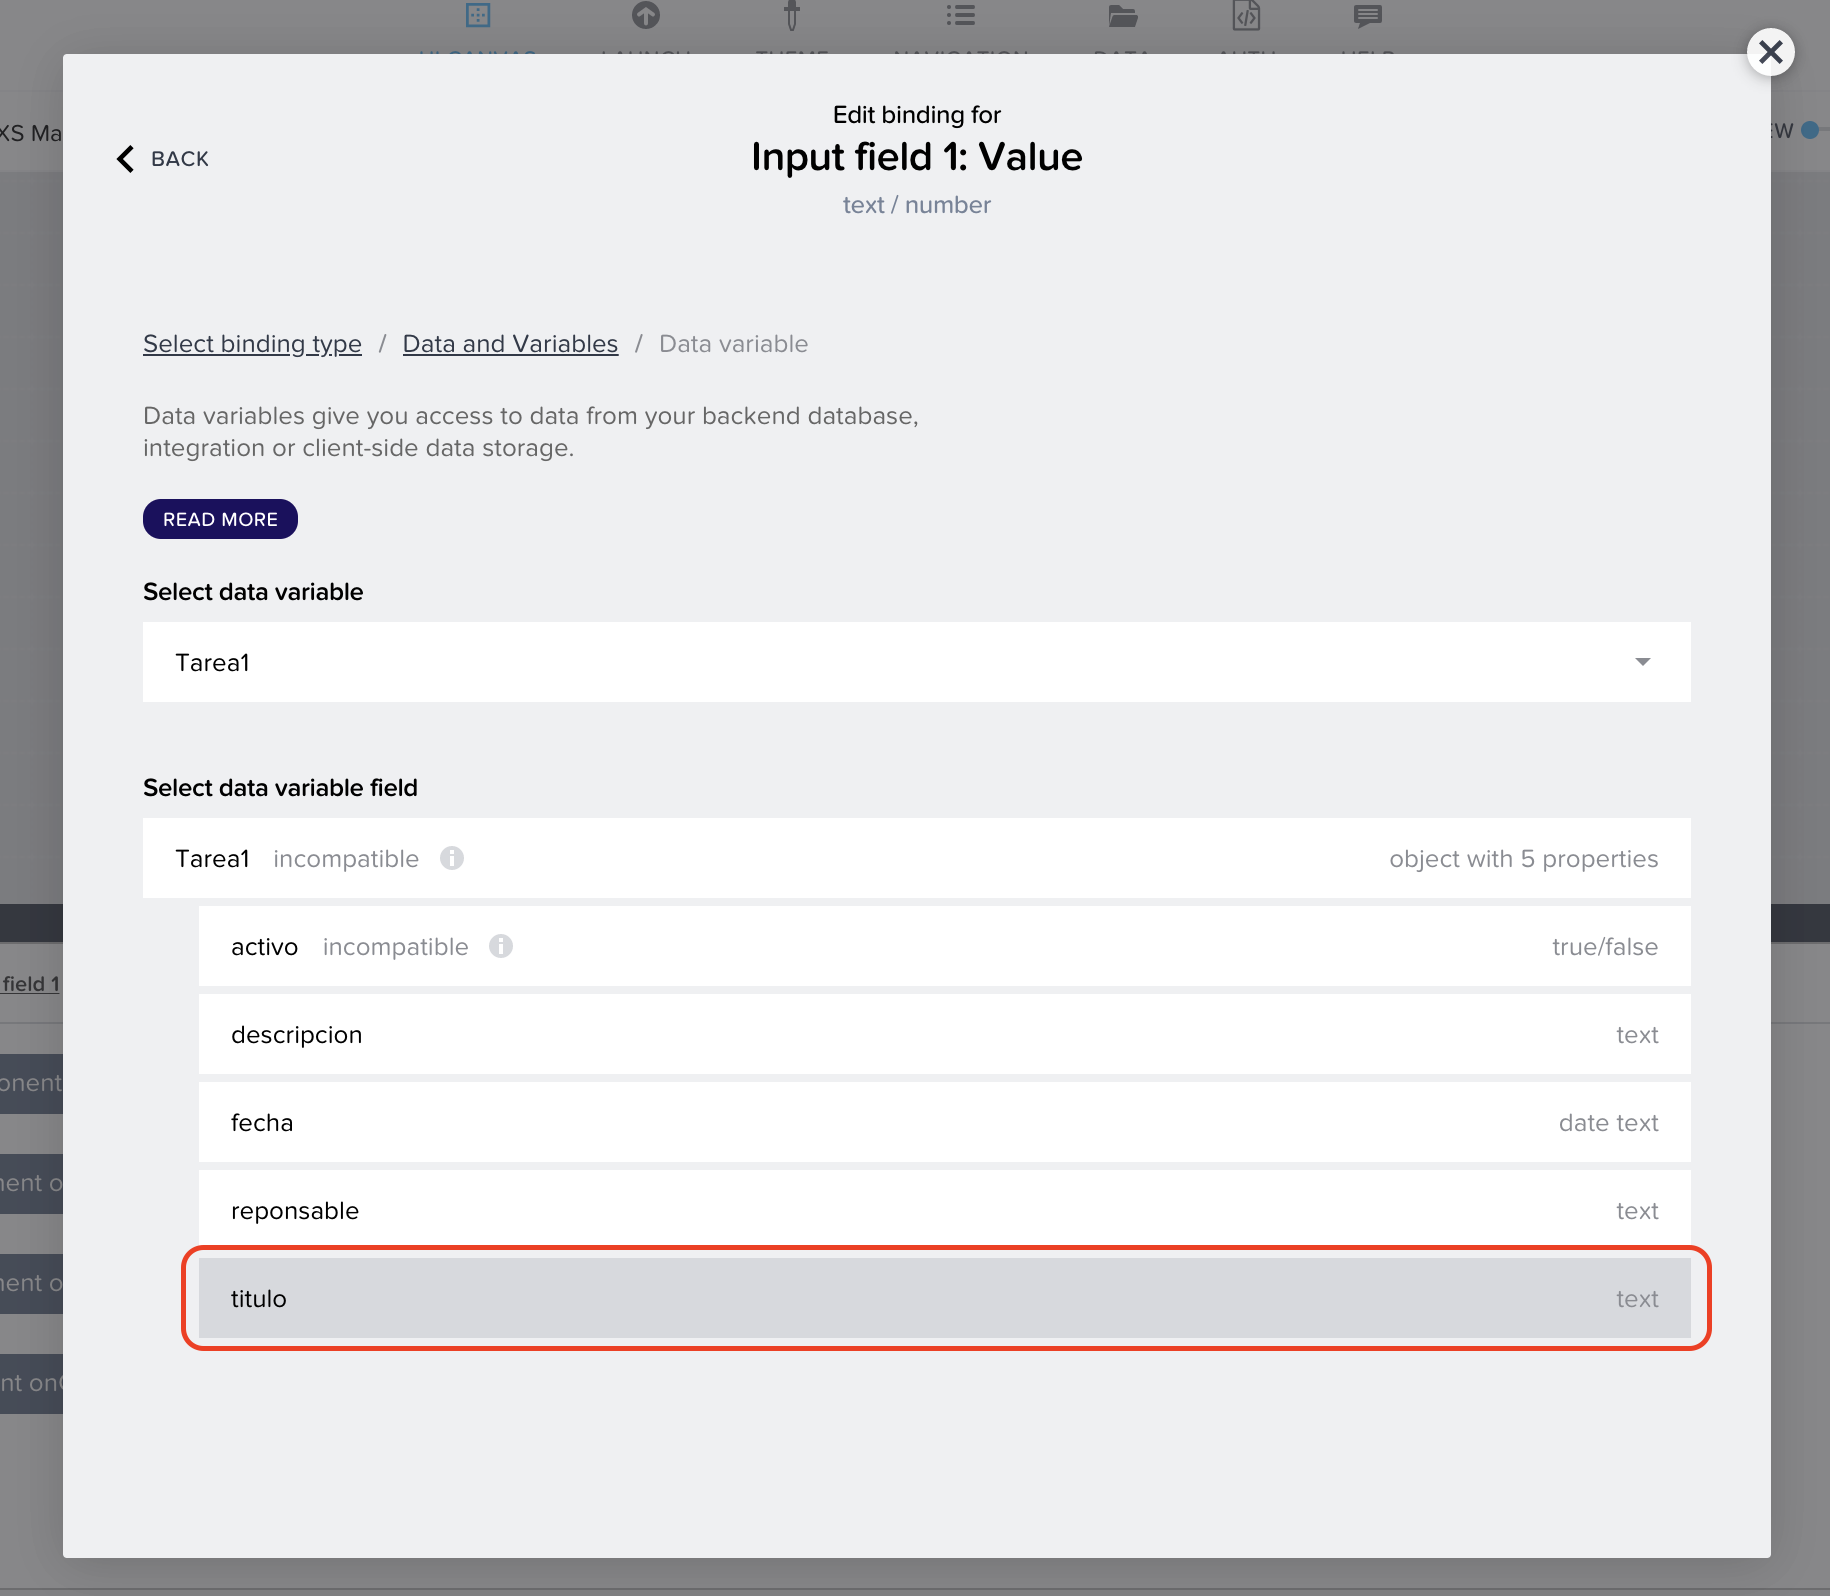 XS Ma
Edit binding for
Input field 1: Value
text / number
BACK
Select binding type / Data and Variables / Data variable
Data variables give you access to data from your backend database,
integration or client-side data storage.
READ MORE
Select data variable
Tarea1
Select data variable field
Tarea1 incompatible object with 5 properties
activo incompatible true/false
descripcion text
fecha date text
reponsable text
titulo text
field 1
onent
nent o
nent o
nt on